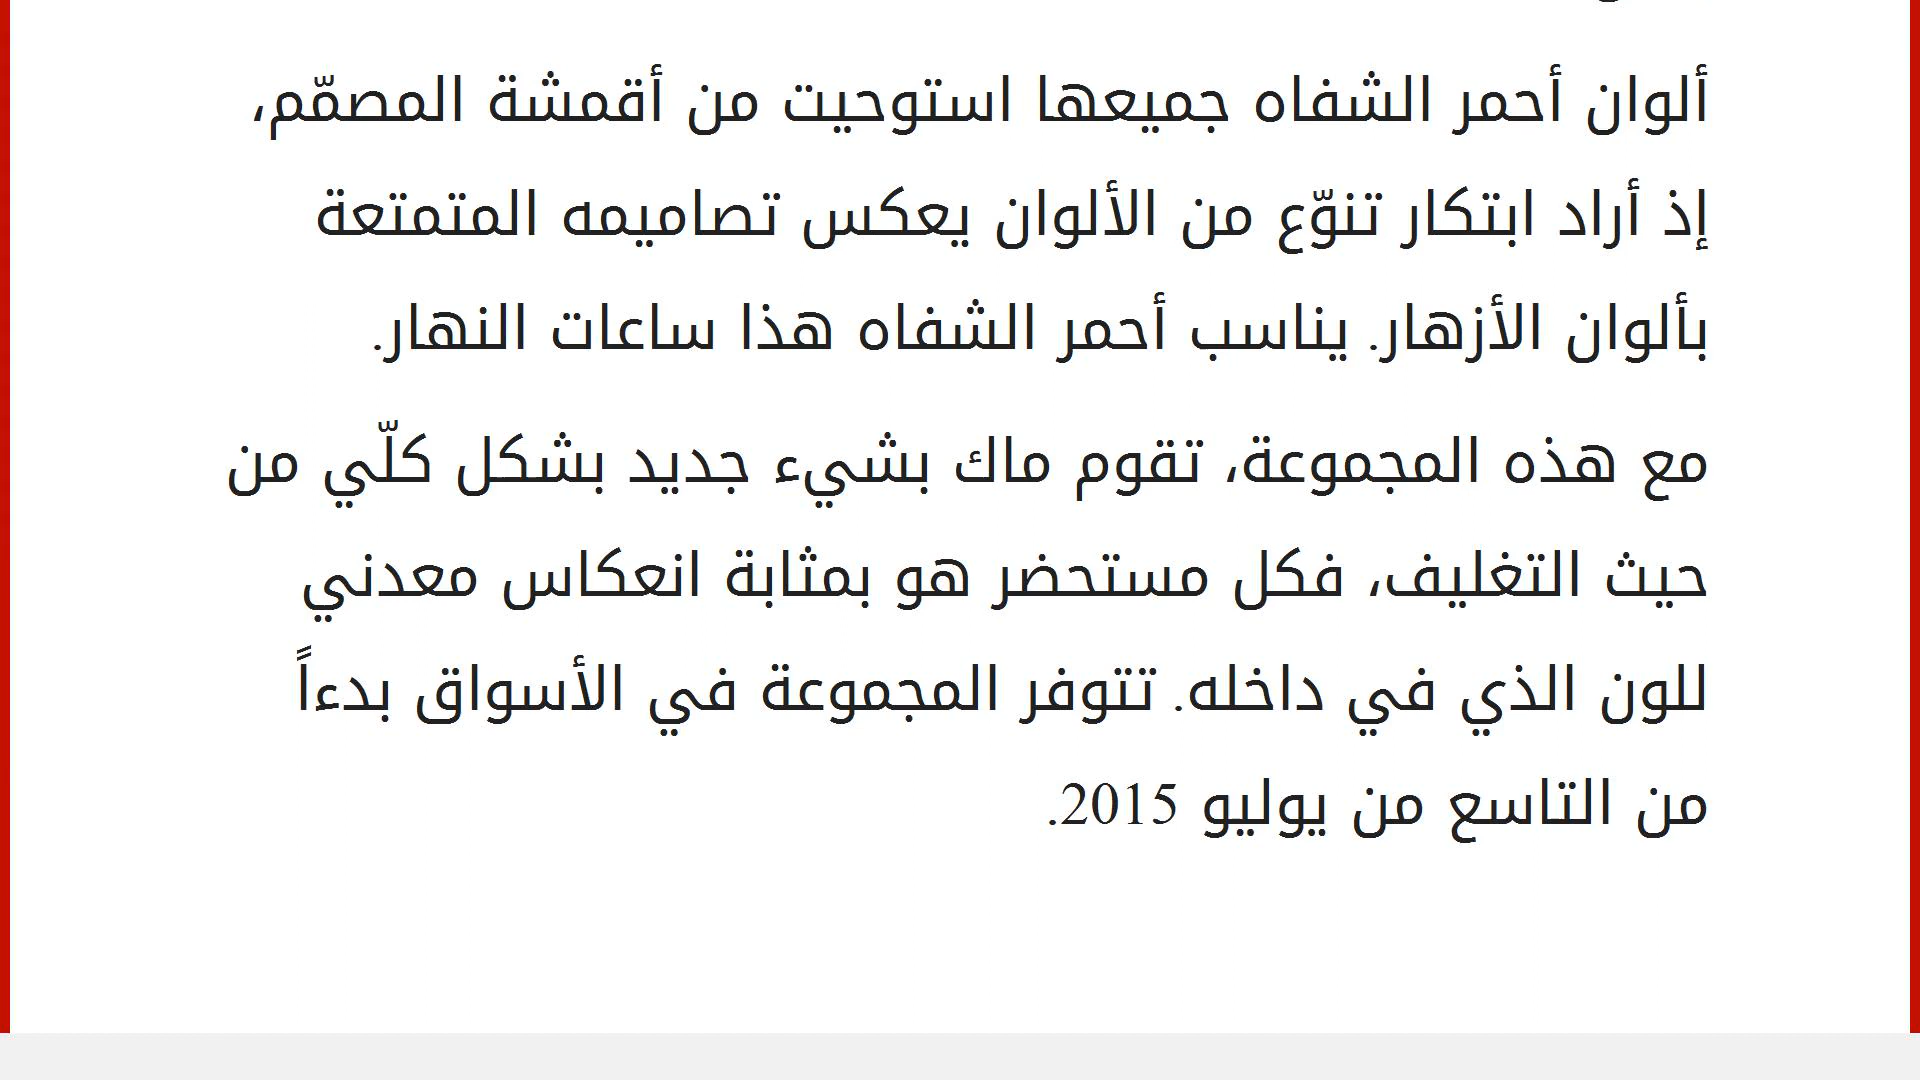 ألوان أحمر الشفاه جميعها استوحيت من أقمشة المصمّم،
إذ أراد ابتكار تنوّع من الألوان يعكس تصاميمه المتمتعة
بألوان الأزهار. يناسب أحمر الشفاه هذا ساعات النهار.
مع هذه المجموعة، تقوم ماك بشيء جديد بشكل كلّي من
حيث التغليف، فكل مستحضر هو بمثابة انعكاس معدني
للون الذي في داخله. تتوفر المجموعة في الأسواق بدءاً
من التاسع من يوليو 2015.